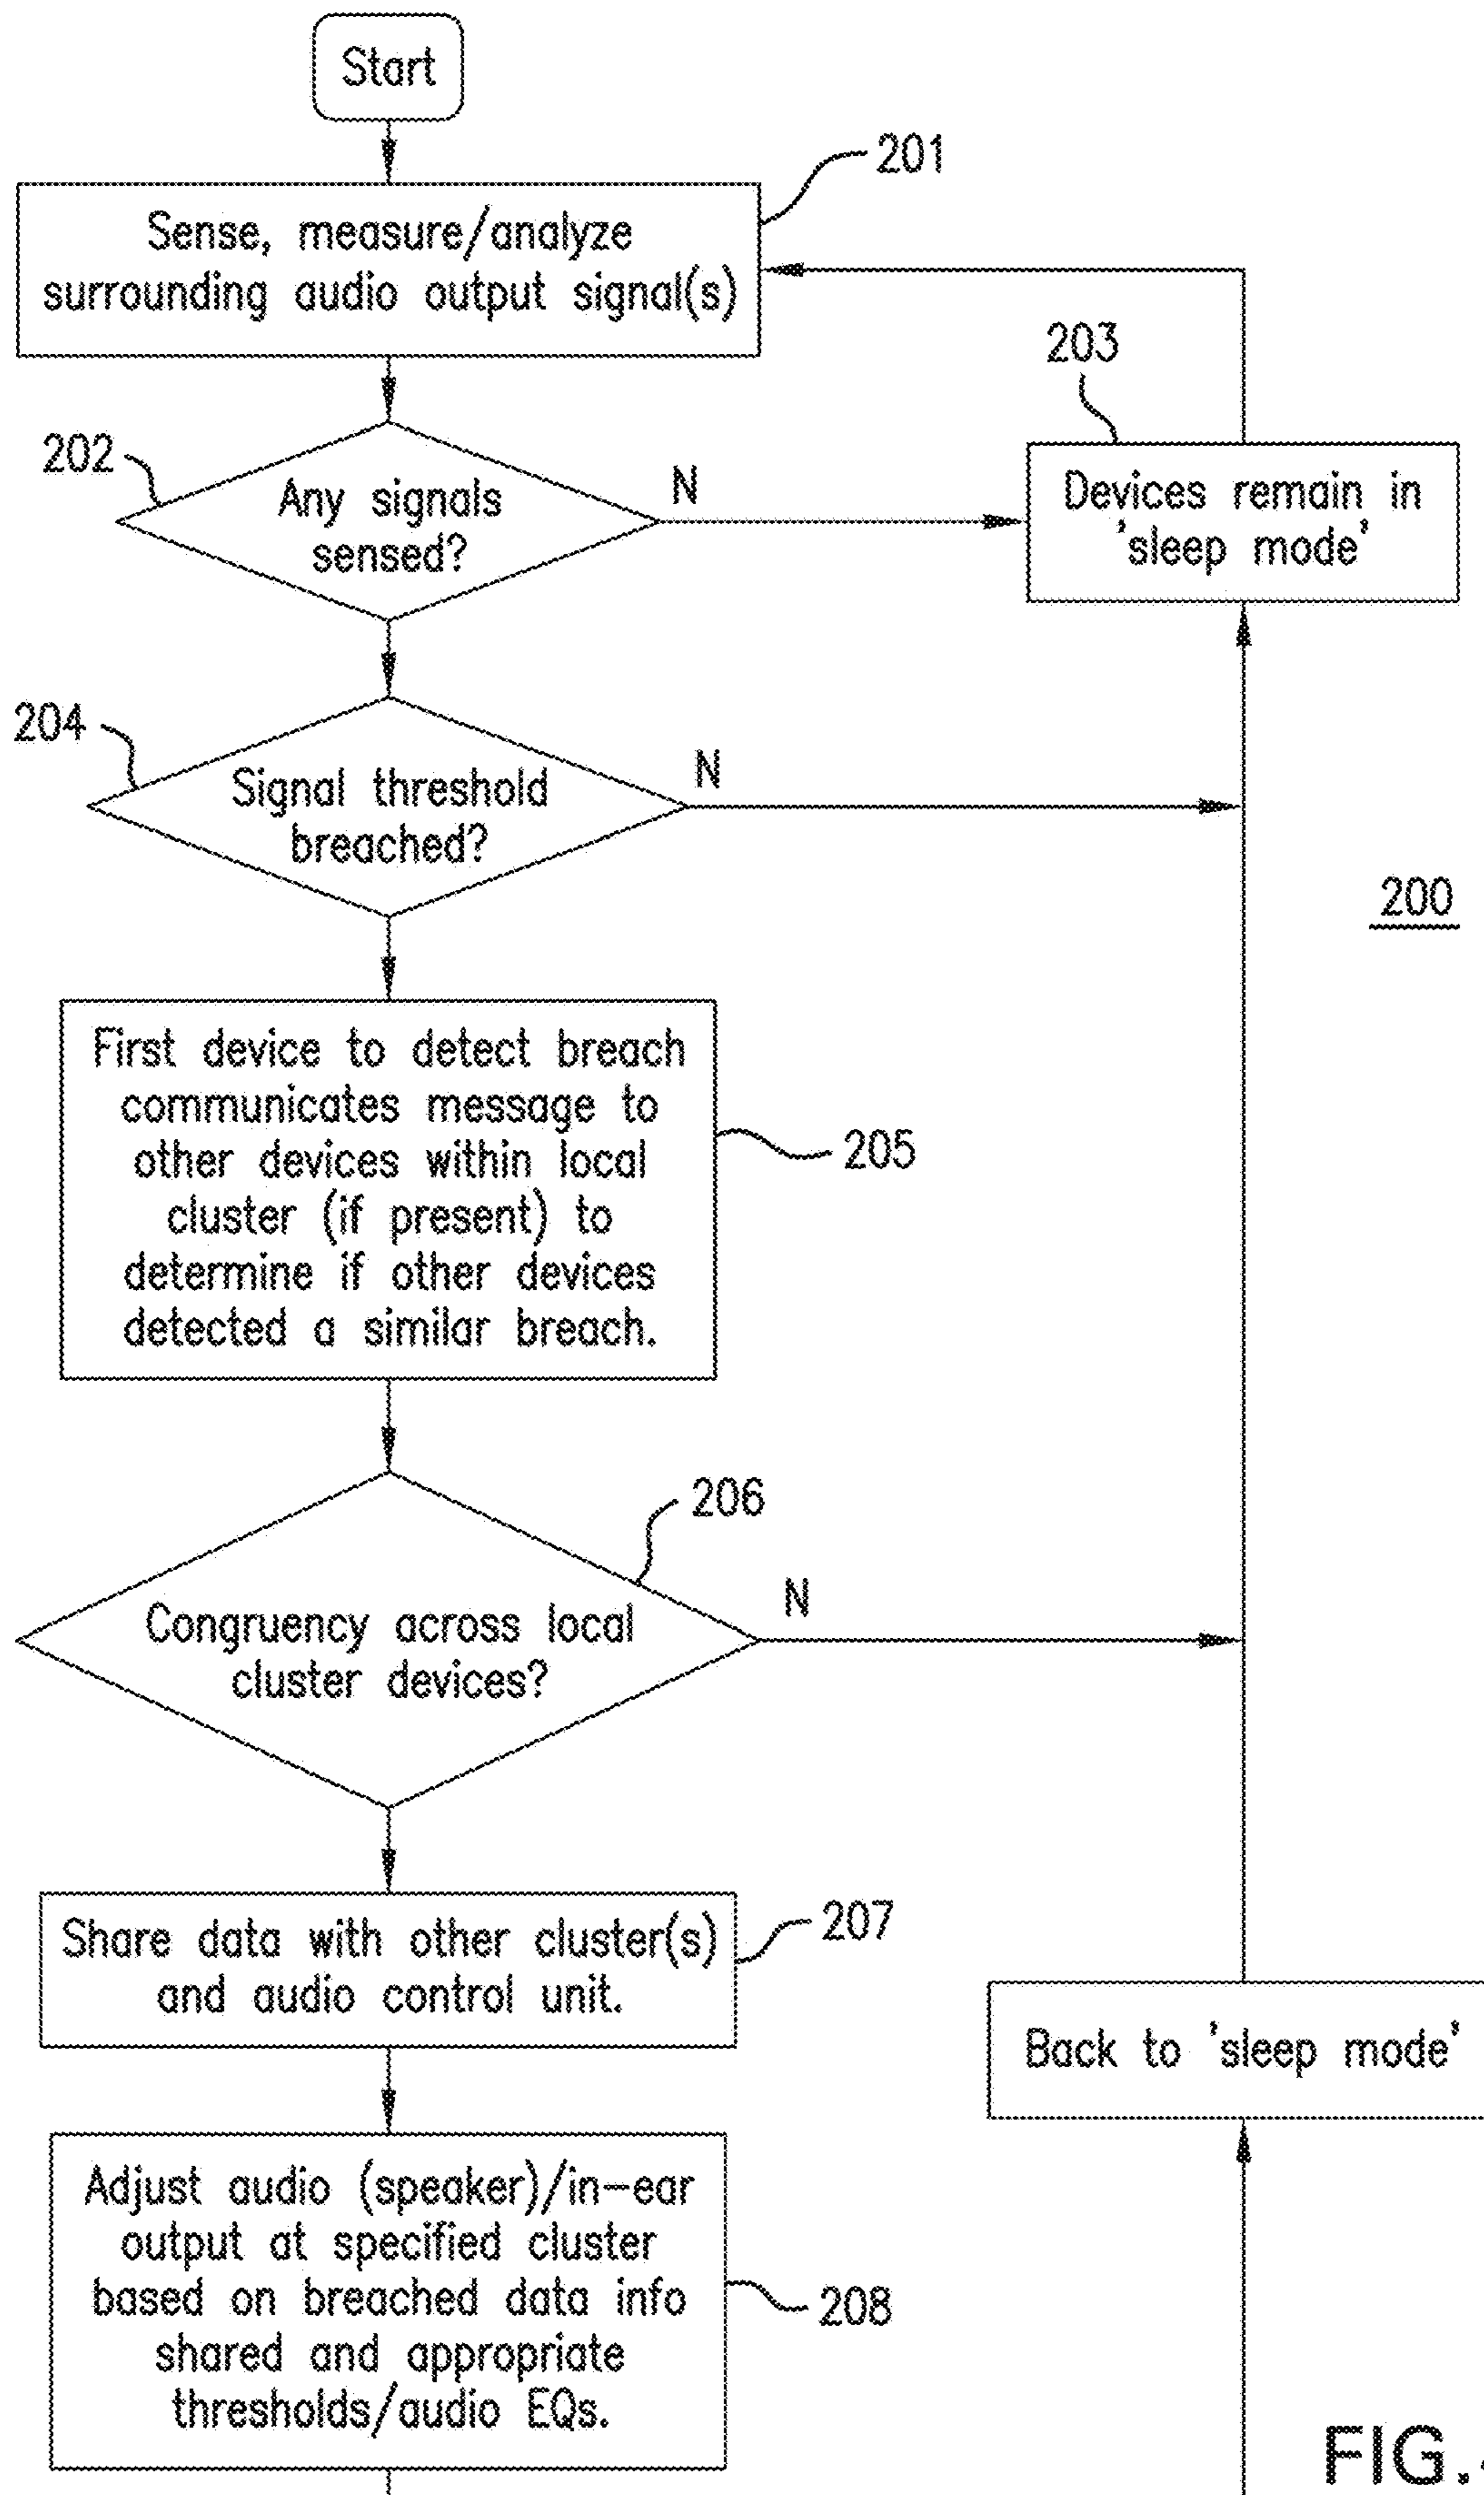 Start
201
Sense, measure/analyze
surrounding audio output signal(s)
203
202
Any signals
sensed?
N
Devices remain in
'sleep mode'
204
Signal threshold
breached?
N
200
First device to detect breach
communicates message to
other devices within local
cluster (if present) to
determine if other devices
detected a similar breach.
205
206
Congruency across local
cluster devices?
N
207
Share data with other cluster(s)
and audio control unit.
Back to 'sleep mode'
Adjust audio (speaker)/in-ear
output at specified cluster
based on breached data info
shared and appropriate
thresholds/audio EQs.
208
FIG.